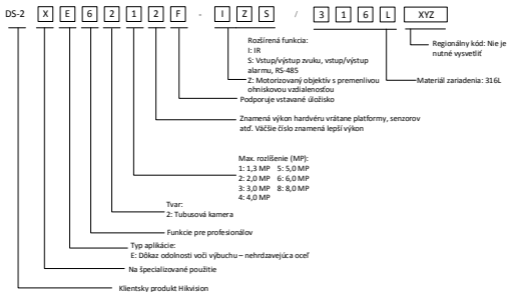 DS-2 X E 6 2 1 2 F - I Z S / 3 1 6 L XYZ
Rozšírená funkcia:
I: IR
S: Vstup/výstup zvuku, vstup/výstup
alarmu, RS-485
Z: Motorizovaný objektív s premenlivou
ohniskovou vzdialenosťou
Regionálny kód: Nie je
nutné vysvetliť
Materiál zariadenia: 316L
Podporuje vstavané úložisko
Znamená výkon hardvéru vrátane platformy, senzorov
atď. Väčšie číslo znamená lepší výkon
Max. rozlíšenie (MP):
1: 1,3 MP 5: 5,0 MP
2: 2,0 MP 6: 6,0 MP
3: 3,0 MP 8: 8,0 MP
4: 4,0 MP
Tvar:
2: Tubusová kamera
Funkcie pre profesionálov
Typ aplikácie:
E: Dôkaz odolnosti voči výbuchu – nehrdzavejúca oceľ
Na špecializované použitie
Klientsky produkt Hikvision